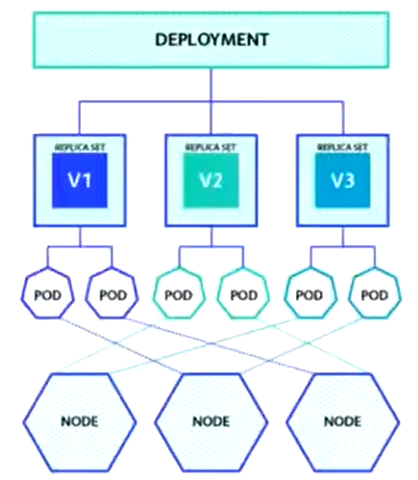 DEPLOYMENT
REPLICA SET
V1
REPLICA SET
V2
REPLICA SET
V3
POD
POD
POD
POD
POD
POD
NODE
NODE
NODE